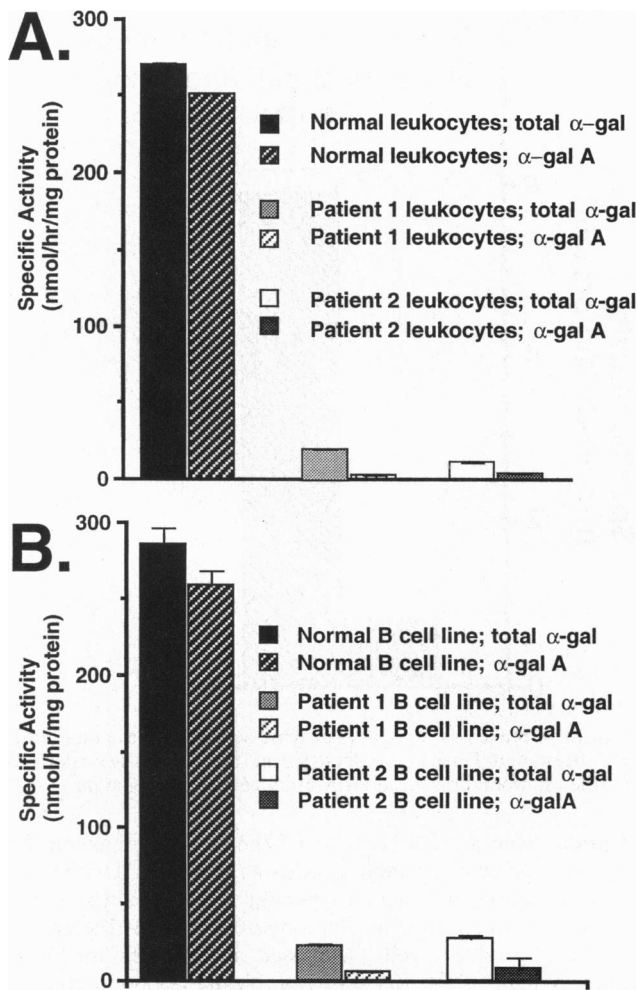 A.
300
200
100
0
Specific Activity
(nmol/hr/mg protein)
Normal leukocytes; total α–gal
Normal leukocytes; α–gal A
Patient 1 leukocytes; total α-gal
Patient 1 leukocytes; α-gal A
Patient 2 leukocytes; total α-gal
Patient 2 leukocytes; α-gal A
B.
300
200
100
0
Specific Activity
(nmol/hr/mg protein)
Normal B cell line; total α-gal
Normal B cell line; α-gal A
Patient 1 B cell line; total α-gal
Patient 1 B cell line; α-gal A
Patient 2 B cell line; total α-gal
Patient 2 B cell line; α-galA